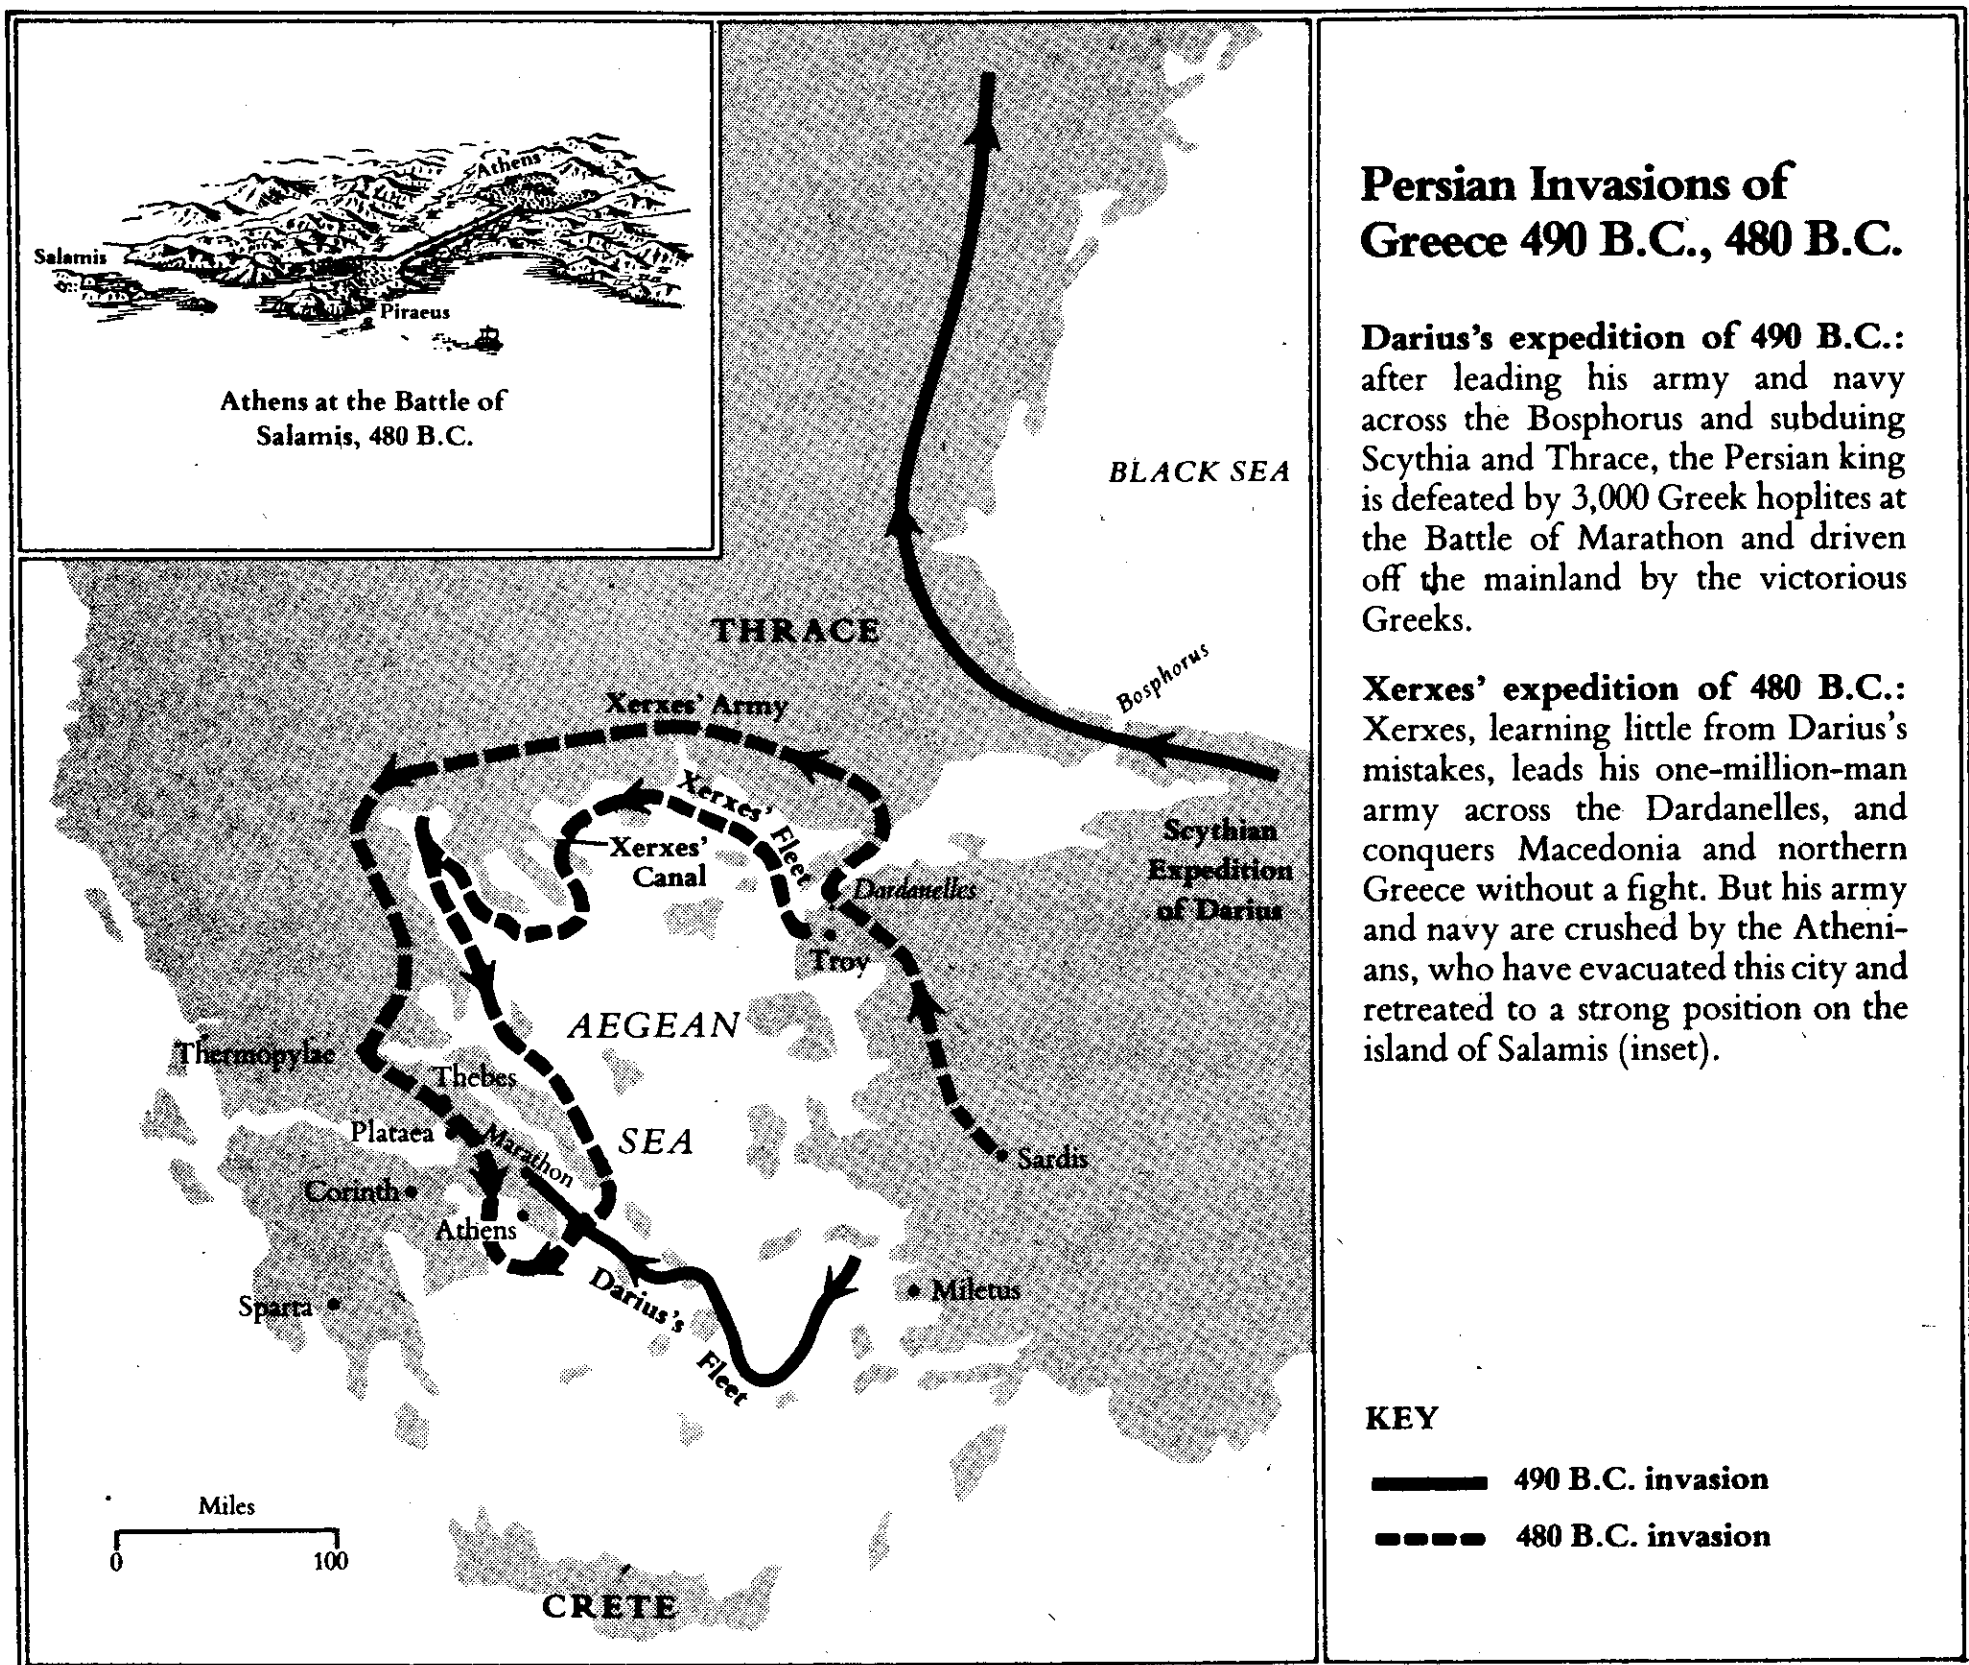 Athens
Salamis
Piraeus
Athens at the Battle of
Salamis, 480 B.C.
BLACK SEA
THRACE
Bosphorus
Xerxes' Army
Xerxes' Fleet
Xerxes'
Canal
Dardanelles
Scythian
Expedition
of Darius
Troy
AEGEAN
SEA
Thermopylae
Thebes
Plataea
Marathon
Sardis
Corinth
Athens
Miletus
Sparta
Darius's
Fleet
Miles
0 100
CRETE
Persian Invasions of
Greece 490 B.C., 480 B.C.
Darius's expedition of 490 B.C.:
after leading his army and navy
across the Bosphorus and subduing
Scythia and Thrace, the Persian king
is defeated by 3,000 Greek hoplites at
the Battle of Marathon and driven
off the mainland by the victorious
Greeks.
Xerxes' expedition of 480 B.C.:
Xerxes, learning little from Darius's
mistakes, leads his one-million-man
army across the Dardanelles, and
conquers Macedonia and northern
Greece without a fight. But his army
and navy are crushed by the Atheni-
ans, who have evacuated this city and
retreated to a strong position on the
island of Salamis (inset).
KEY
490 B.C. invasion
480 B.C. invasion